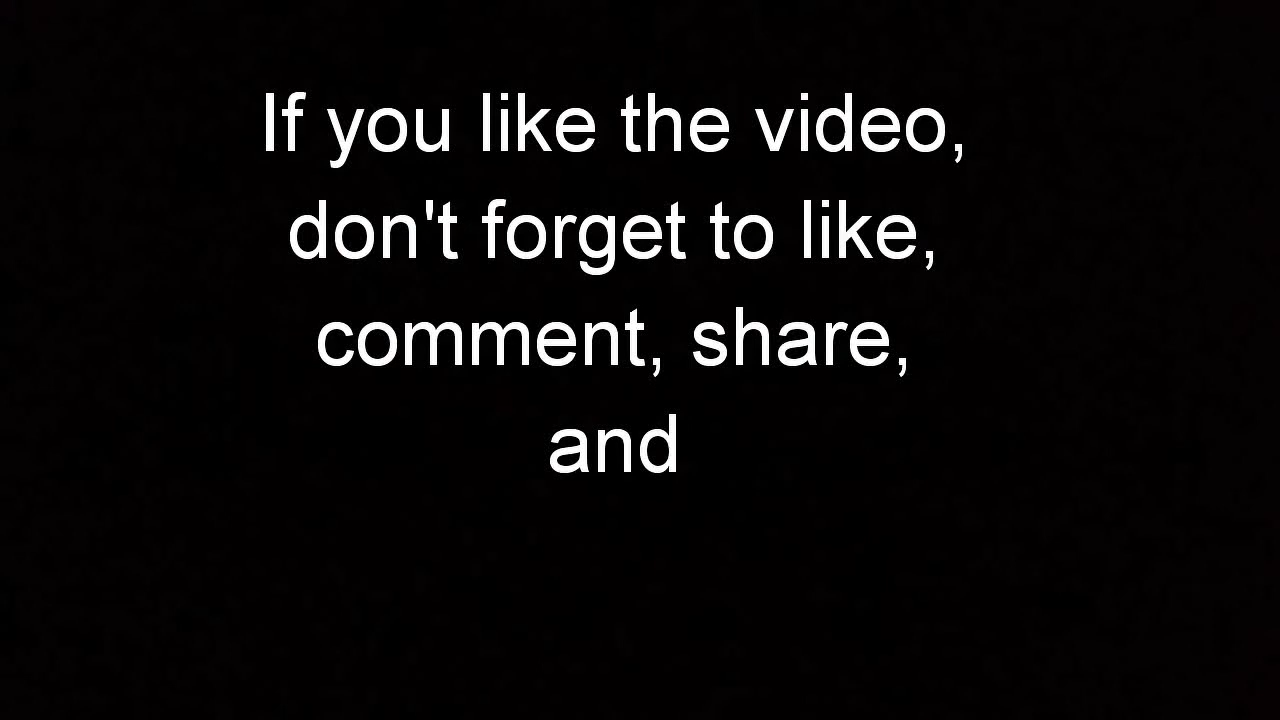 If you like the video,
don't forget to like,
comment, share,
and